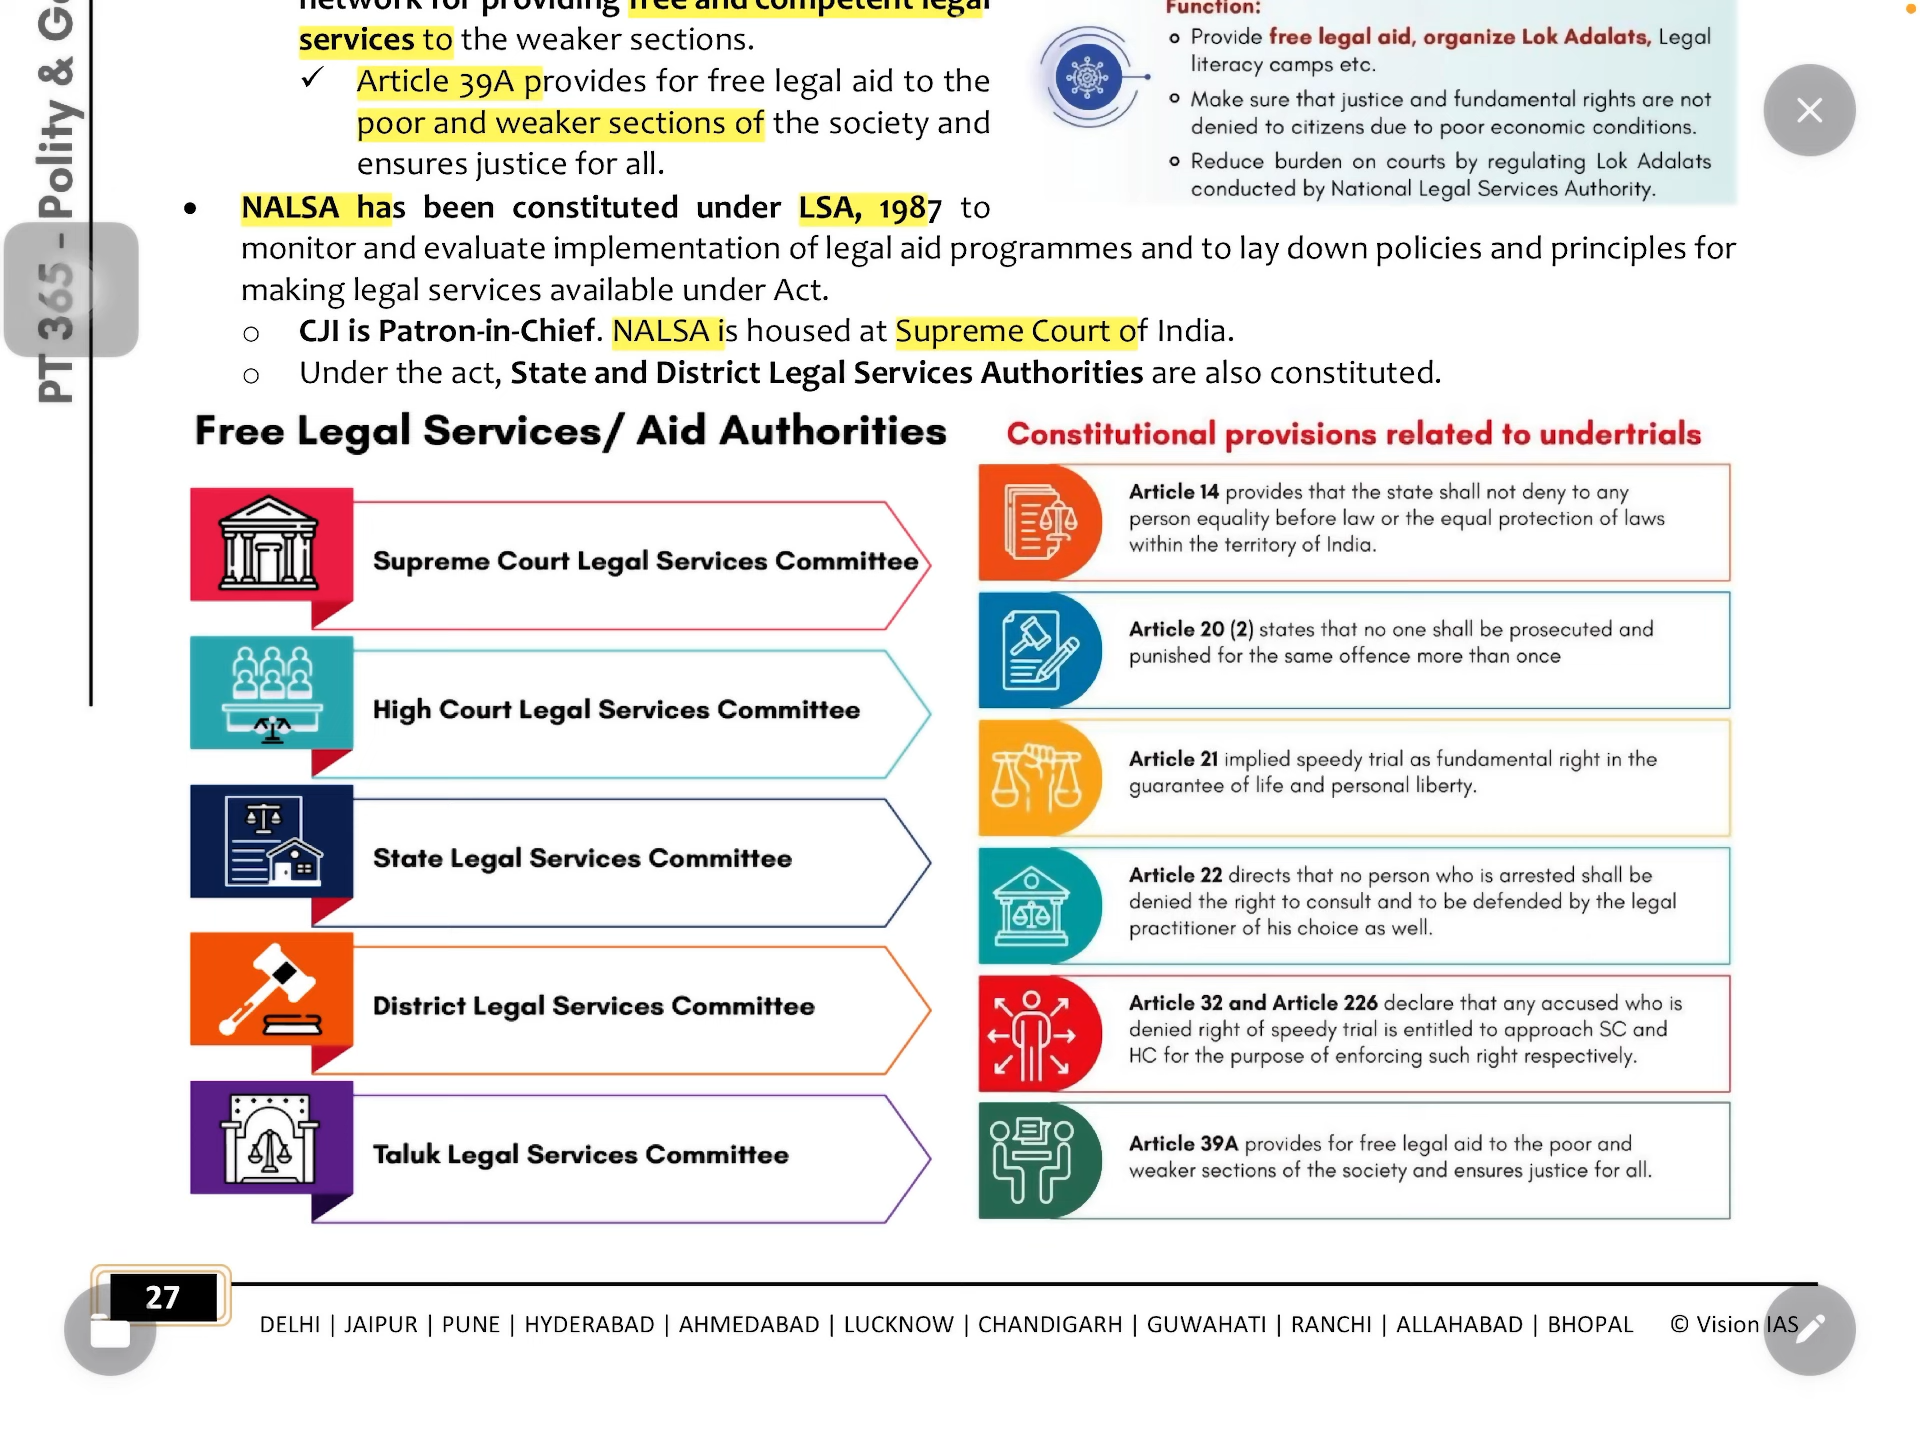 network for providing free and competent legal
services to the weaker sections.
✓ Article 39A provides for free legal aid to the
poor and weaker sections of the society and
ensures justice for all.
• NALSA has been constituted under LSA, 1987 to
monitor and evaluate implementation of legal aid programmes and to lay down policies and principles for
making legal services available under Act.
o CJI is Patron-in-Chief. NALSA is housed at Supreme Court of India.
o Under the act, State and District Legal Services Authorities are also constituted.
Function:
o Provide free legal aid, organize Lok Adalats, Legal
literacy camps etc.
o Make sure that justice and fundamental rights are not
denied to citizens due to poor economic conditions.
o Reduce burden on courts by regulating Lok Adalats
conducted by National Legal Services Authority.
Free Legal Services/ Aid Authorities
Supreme Court Legal Services Committee
High Court Legal Services Committee
State Legal Services Committee
District Legal Services Committee
Taluk Legal Services Committee
Constitutional provisions related to undertrials
Article 14 provides that the state shall not deny to any
person equality before law or the equal protection of laws
within the territory of India.
Article 20 (2) states that no one shall be prosecuted and
punished for the same offence more than once
Article 21 implied speedy trial as fundamental right in the
guarantee of life and personal liberty.
Article 22 directs that no person who is arrested shall be
denied the right to consult and to be defended by the legal
practitioner of his choice as well.
Article 32 and Article 226 declare that any accused who is
denied right of speedy trial is entitled to approach SC and
HC for the purpose of enforcing such right respectively.
Article 39A provides for free legal aid to the poor and
weaker sections of the society and ensures justice for all.
PT 365 - Polity &
27
DELHI | JAIPUR | PUNE | HYDERABAD | AHMEDABAD | LUCKNOW | CHANDIGARH | GUWAHATI | RANCHI | ALLAHABAD | BHOPAL © Vision IAS